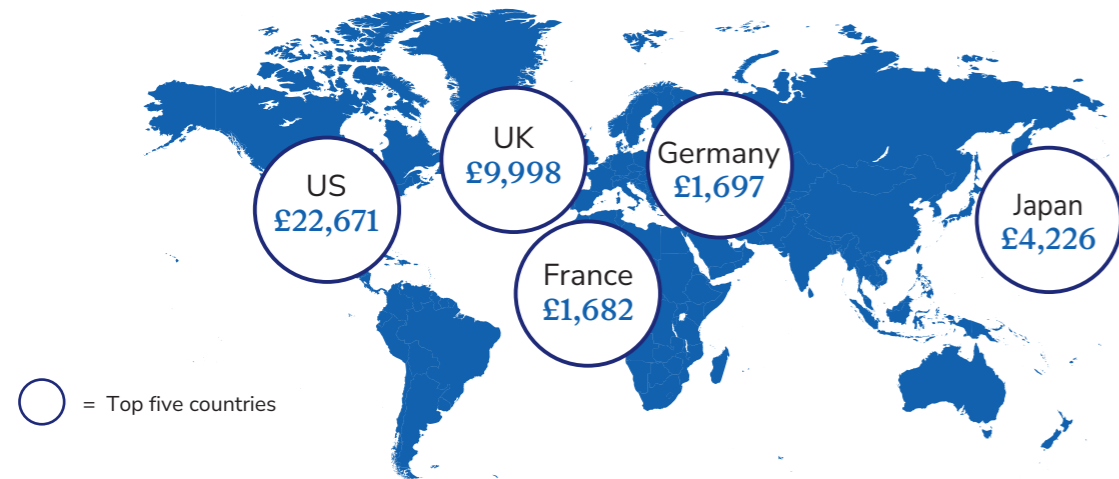 US
£22,671
UK
£9,998
Germany
£1,697
France
£1,682
Japan
£4,226
= Top five countries